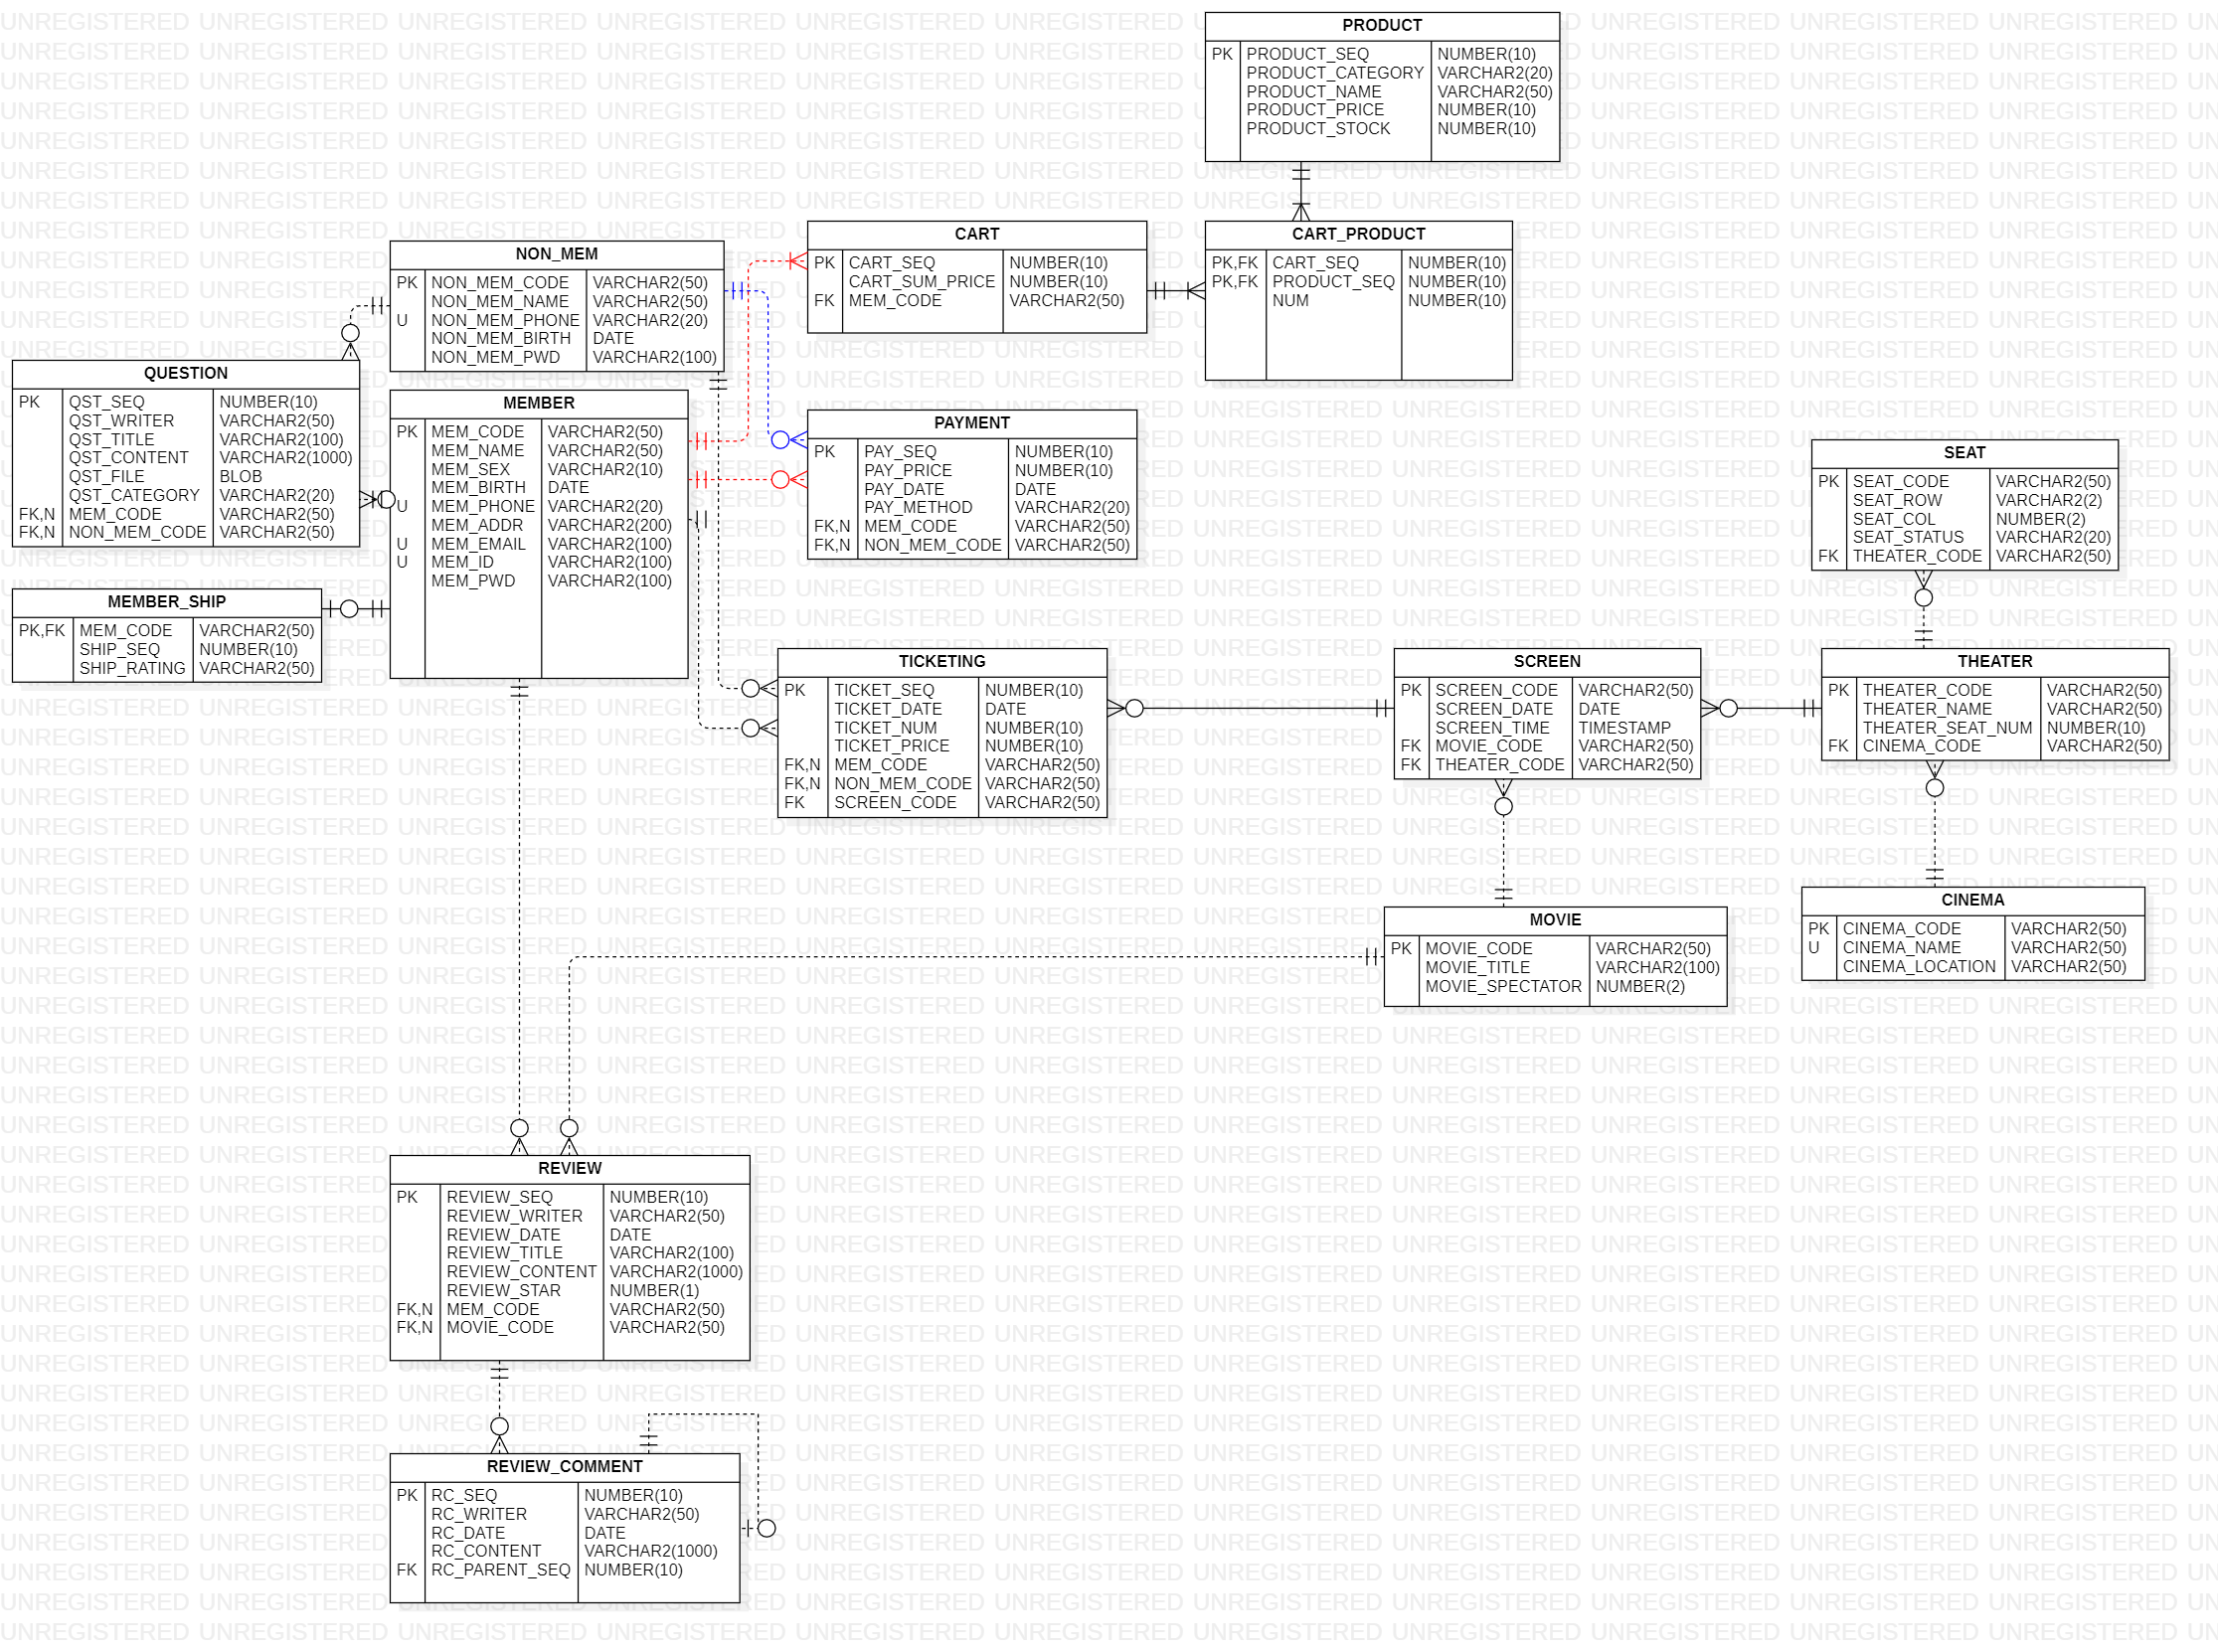 PRODUCT
PK PRODUCT_SEQ NUMBER(10)
PRODUCT_CATEGORY VARCHAR2(20)
PRODUCT_NAME VARCHAR2(50)
PRODUCT_PRICE NUMBER(10)
PRODUCT_STOCK NUMBER(10)
CART
PK CART_SEQ NUMBER(10)
CART_SUM_PRICE NUMBER(10)
FK MEM_CODE VARCHAR2(50)
CART_PRODUCT
PK,FK CART_SEQ NUMBER(10)
PK,FK PRODUCT_SEQ NUMBER(10)
NUM NUMBER(10)
NON_MEM
PK NON_MEM_CODE VARCHAR2(50)
NON_MEM_NAME VARCHAR2(50)
U NON_MEM_PHONE VARCHAR2(20)
NON_MEM_BIRTH DATE
NON_MEM_PWD VARCHAR2(100)
QUESTION
PK QST_SEQ NUMBER(10)
QST_WRITER VARCHAR2(50)
QST_TITLE VARCHAR2(100)
QST_CONTENT VARCHAR2(1000)
QST_FILE BLOB
QST_CATEGORY VARCHAR2(20)
FK,N MEM_CODE VARCHAR2(50)
FK,N NON_MEM_CODE VARCHAR2(50)
MEMBER
PK MEM_CODE VARCHAR2(50)
MEM_NAME VARCHAR2(50)
MEM_SEX VARCHAR2(10)
MEM_BIRTH DATE
U MEM_PHONE VARCHAR2(20)
MEM_ADDR VARCHAR2(200)
U MEM_EMAIL VARCHAR2(100)
U MEM_ID VARCHAR2(100)
MEM_PWD VARCHAR2(100)
PAYMENT
PK PAY_SEQ NUMBER(10)
PAY_PRICE NUMBER(10)
PAY_DATE DATE
PAY_METHOD VARCHAR2(20)
FK,N MEM_CODE VARCHAR2(50)
FK,N NON_MEM_CODE VARCHAR2(50)
SEAT
PK SEAT_CODE VARCHAR2(50)
SEAT_ROW VARCHAR2(2)
SEAT_COL NUMBER(2)
SEAT_STATUS VARCHAR2(20)
FK THEATER_CODE VARCHAR2(50)
MEMBER_SHIP
PK,FK MEM_CODE VARCHAR2(50)
SHIP_SEQ NUMBER(10)
SHIP_RATING VARCHAR2(50)
TICKETING
PK TICKET_SEQ NUMBER(10)
TICKET_DATE DATE
TICKET_NUM NUMBER(10)
TICKET_PRICE NUMBER(10)
FK,N MEM_CODE VARCHAR2(50)
FK,N NON_MEM_CODE VARCHAR2(50)
FK SCREEN_CODE VARCHAR2(50)
SCREEN
PK SCREEN_CODE VARCHAR2(50)
SCREEN_DATE DATE
SCREEN_TIME TIMESTAMP
FK MOVIE_CODE VARCHAR2(50)
FK THEATER_CODE VARCHAR2(50)
THEATER
PK THEATER_CODE VARCHAR2(50)
THEATER_NAME VARCHAR2(50)
THEATER_SEAT_NUM NUMBER(10)
FK CINEMA_CODE VARCHAR2(50)
MOVIE
PK MOVIE_CODE VARCHAR2(50)
MOVIE_TITLE VARCHAR2(100)
MOVIE_SPECTATOR NUMBER(2)
CINEMA
PK CINEMA_CODE VARCHAR2(50)
U CINEMA_NAME VARCHAR2(50)
CINEMA_LOCATION VARCHAR2(50)
REVIEW
PK REVIEW_SEQ NUMBER(10)
REVIEW_WRITER VARCHAR2(50)
REVIEW_DATE DATE
REVIEW_TITLE VARCHAR2(100)
REVIEW_CONTENT VARCHAR2(1000)
REVIEW_STAR NUMBER(1)
FK,N MEM_CODE VARCHAR2(50)
FK,N MOVIE_CODE VARCHAR2(50)
REVIEW_COMMENT
PK RC_SEQ NUMBER(10)
RC_WRITER VARCHAR2(50)
RC_DATE DATE
RC_CONTENT VARCHAR2(1000)
FK RC_PARENT_SEQ NUMBER(10)
UNREGISTERED